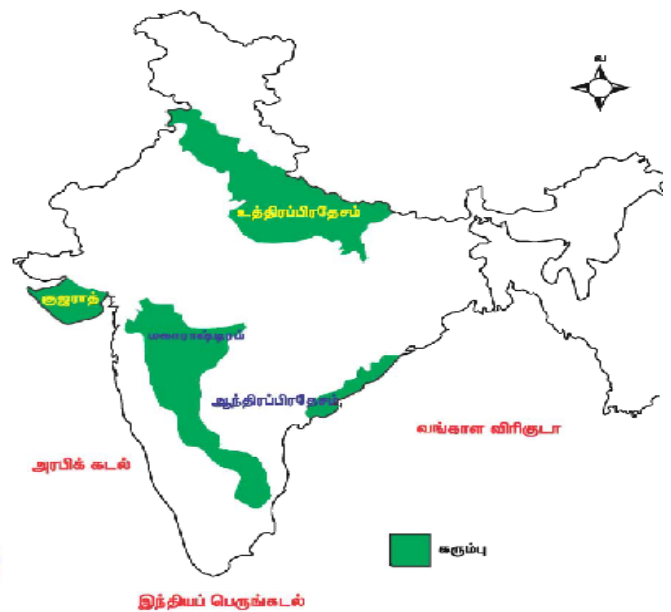 வ
உத்திரப்பிரதேசம்
குஜராத்
மகாராஷ்டிரம்
ஆந்திரப்பிரதேசம்
வங்காள விரிகுடா
அரபிக் கடல்
கரும்பு
இந்தியப் பெருங்கடல்